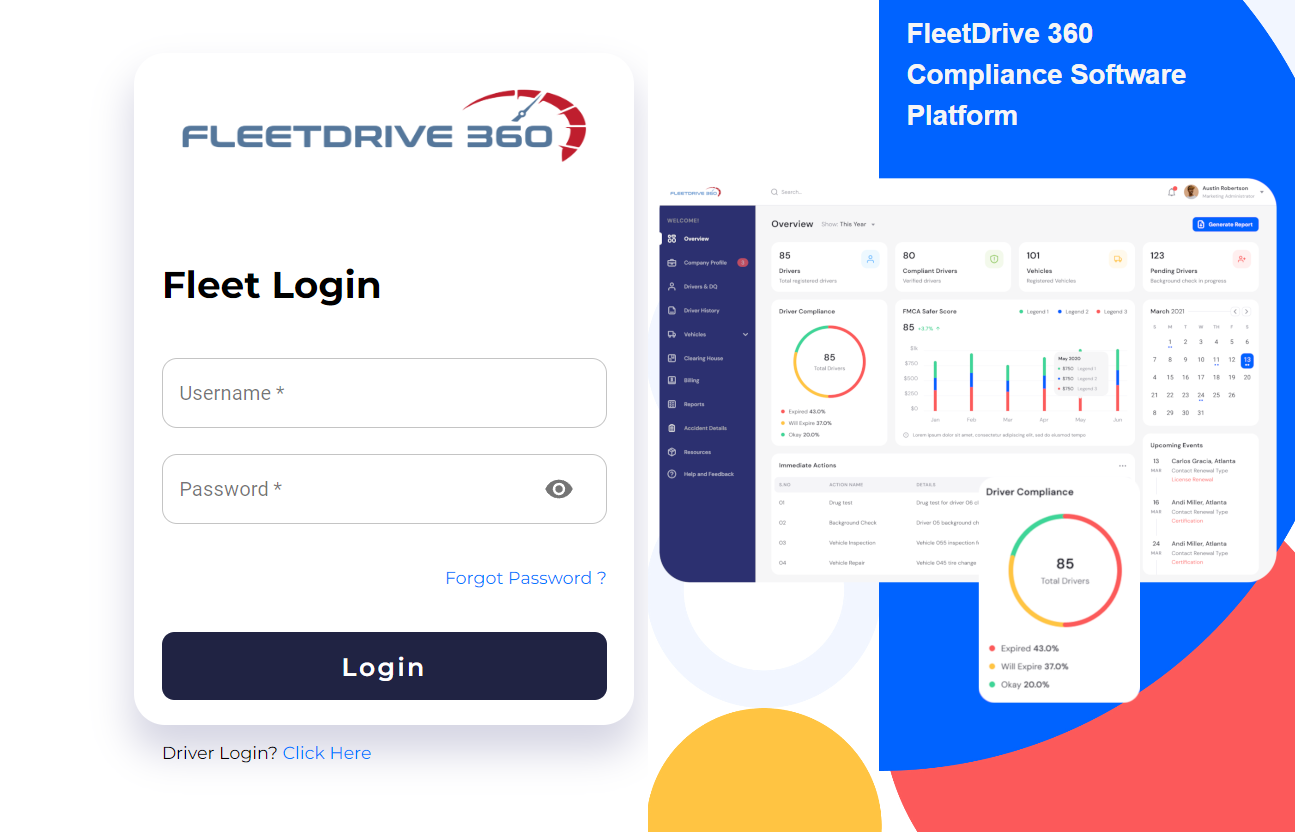 FLEETDRIVE 360
Fleet Login
Username *
Password *
Forgot Password ?
Login
Driver Login? Click Here
FleetDrive 360
Compliance Software
Platform
FLEETDRIVE 360
Search...
Austin Robertson
Marketing Administrator
WELCOME!
Overview
Company Profile
Drivers & DQ
Driver History
Vehicles
Clearing House
Billing
Reports
Accident Details
Resources
Help and Feedback
Overview Show: This Year
Generate Report
85
Drivers
Total registered drivers
80
Compliant Drivers
Verified drivers
101
Vehicles
Registered Vehicles
123
Pending Drivers
Background check in progress
Driver Compliance
85
Total Drivers
Expired 43.0%
Will Expire 37.0%
Okay 20.0%
FMCA Safer Score
Legend 1 Legend 2 Legend 3
85 +3.7%
$1k
$750
$500
$250
$0
May 2020
$750 Legend 1
$750 Legend 2
$750 Legend 3
Jan Feb Mar Apr May Jun
Lorem ipsum dolor sit amet, consectetur adipiscing elit, sed do eiusmod tempo
March 2021
S M T W TH F S
1 2 3 4 5 6
7 8 9 10 11 12 13
4 15 16 17 18 19 20
21 22 23 24 25 26
8 29 30 31
Immediate Actions
S.NO ACTION NAME DETAILS
01 Drug test Drug test for driver 06
02 Background Check Driver 05 background
03 Vehicle Inspection Vehicle 055 inspection
04 Vehicle Repair Vehicle 045 tire change
Upcoming Events
13 Carlos Gracia, Atlanta
MAR Contact Renewal Type
License Renewal
16 Andi Miller, Atlanta
MAR Contact Renewal Type
Certification
24 Andi Miller, Atlanta
MAR Contact Renewal Type
Certification
Driver Compliance
85
Total Drivers
Expired 43.0%
Will Expire 37.0%
Okay 20.0%